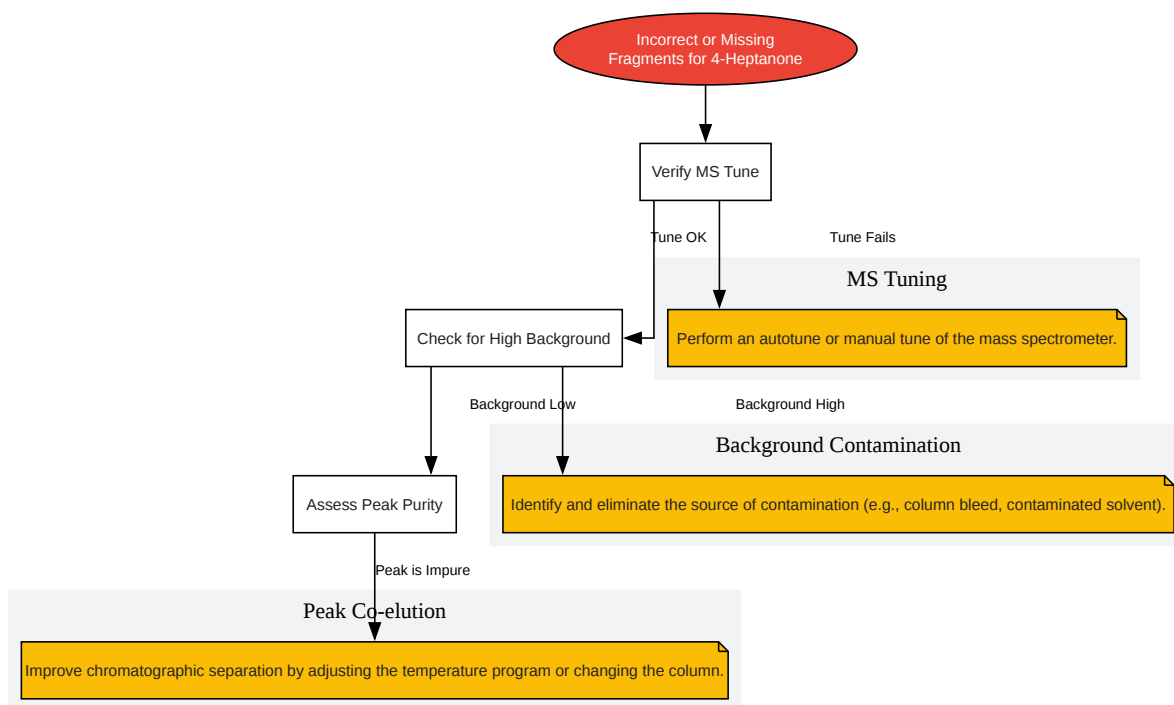 Incorrect or Missing
Fragments for 4-Heptanone
Verify MS Tune
Tune OK
Tune Fails
MS Tuning
Check for High Background
Perform an autotune or manual tune of the mass spectrometer.
Background Low
Background High
Background Contamination
Assess Peak Purity
Identify and eliminate the source of contamination (e.g., column bleed, contaminated solvent).
Peak is Impure
Peak Co-elution
Improve chromatographic separation by adjusting the temperature program or changing the column.